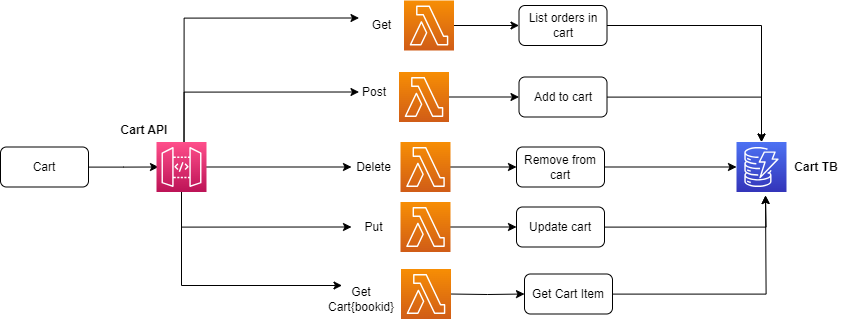 Get
List orders in
cart
Post
Add to cart
Cart API
Cart
Delete
Remove from
cart
Cart TB
Put
Update cart
Get
Cart{bookid}
Get Cart Item